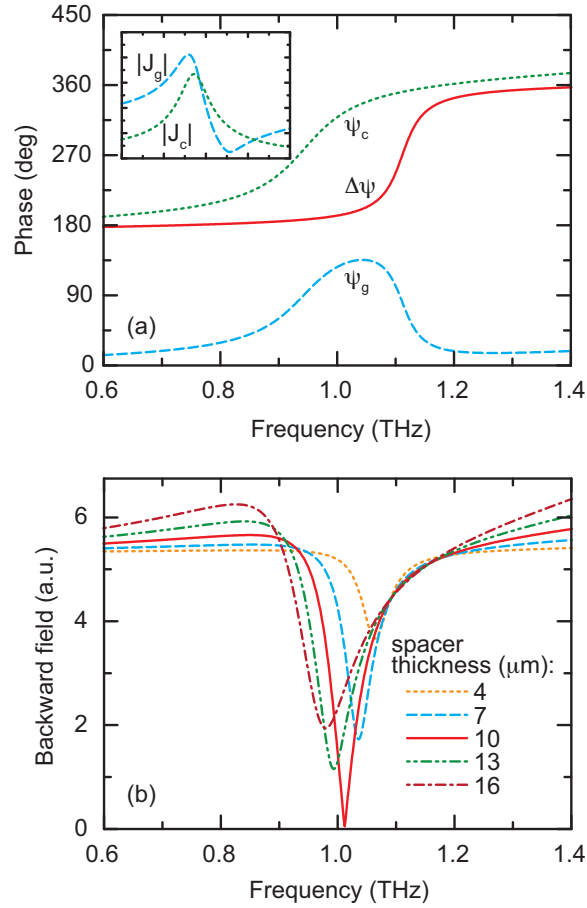 450
360
270
180
90
0
Phase (deg)
|Jg|
|Jc|
ψc
Δψ
ψg
(a)
0.6 0.8 1.0 1.2 1.4
Frequency (THz)
6
4
2
0
Backward field (a.u.)
spacer
thickness (μm):
4
7
10
13
16
(b)
0.6 0.8 1.0 1.2 1.4
Frequency (THz)